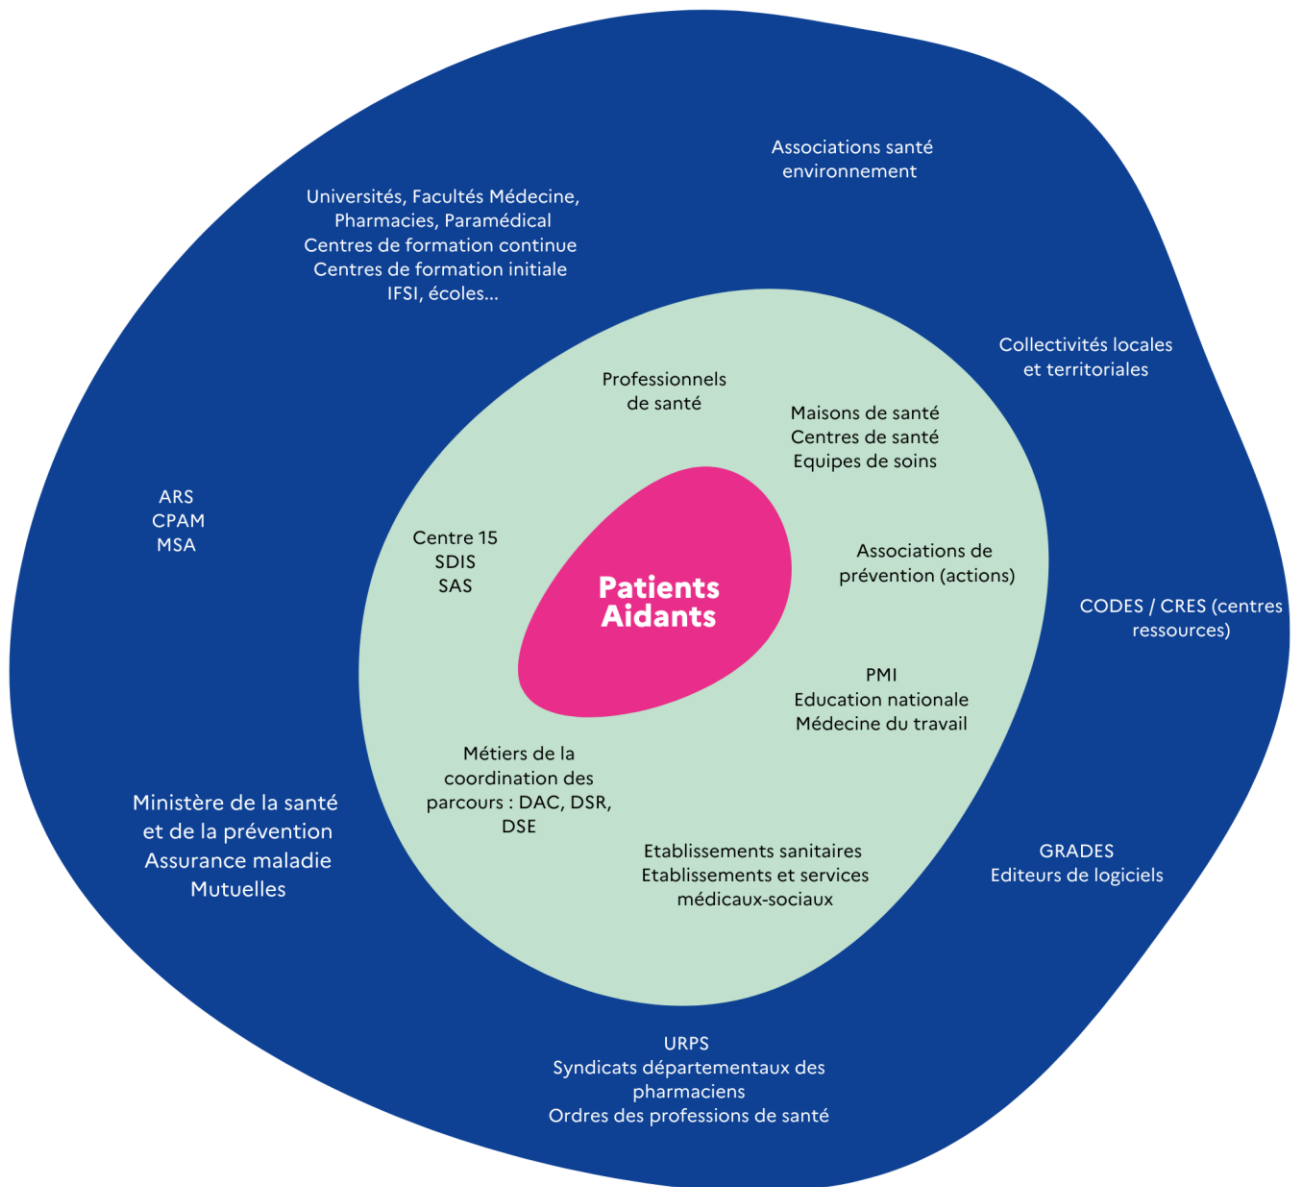 Associations santé
environnement
Universités, Facultés Médecine,
Pharmacies, Paramédical
Centres de formation continue
Centres de formation initiale
IFSI, écoles...
Collectivités locales
et territoriales
Professionnels
de santé
Maisons de santé
Centres de santé
Equipes de soins
ARS
CPAM
MSA
Centre 15
SDIS
SAS
Associations de
prévention (actions)
Patients
Aidants
CODES / CRES (centres
ressources)
PMI
Education nationale
Médecine du travail
Métiers de la
coordination des
parcours : DAC, DSR,
DSE
Ministère de la santé
et de la prévention
Assurance maladie
Mutuelles
Etablissements sanitaires
Etablissements et services
médicaux-sociaux
GRADES
Editeurs de logiciels
URPS
Syndicats départementaux des
pharmaciens
Ordres des professions de santé